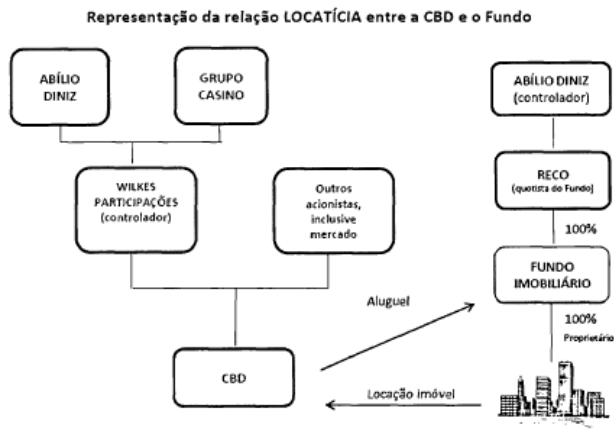 Representação da relação LOCATÍCIA entre a CBD e o Fundo
ABÍLIO
DINIZ
GRUPO
CASINO
ABÍLIO DINIZ
(controlador)
WILKES
PARTICIPAÇÕES
(controlador)
Outros
acionistas,
inclusive
mercado
RECO
(quotista do Fundo)
100%
FUNDO
IMOBILIÁRIO
Aluguel
100%
Proprietário
CBD
Locação imóvel